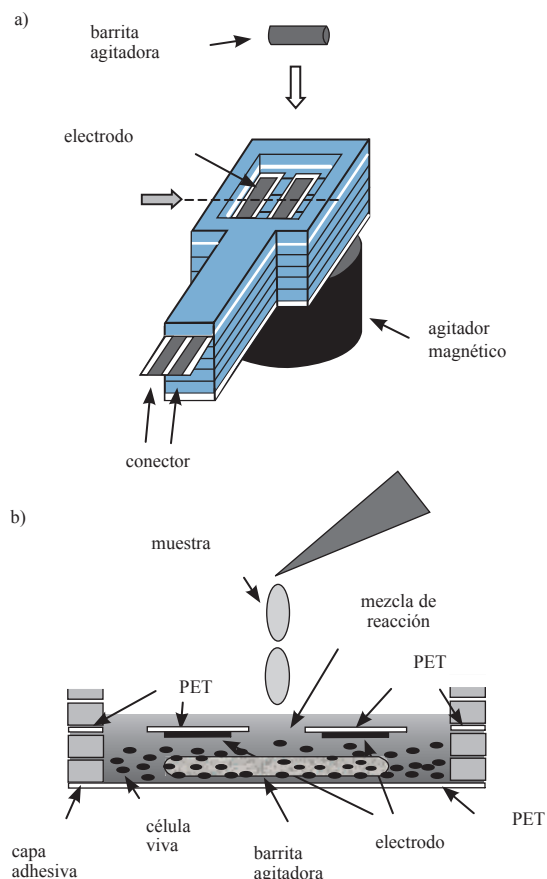 a)
barrita
agitadora
electrodo
agitador
magnético
conector
b)
muestra
mezcla de
reacción
PET
PET
célula
viva
electrodo
PET
capa
adhesiva
barrita
agitadora